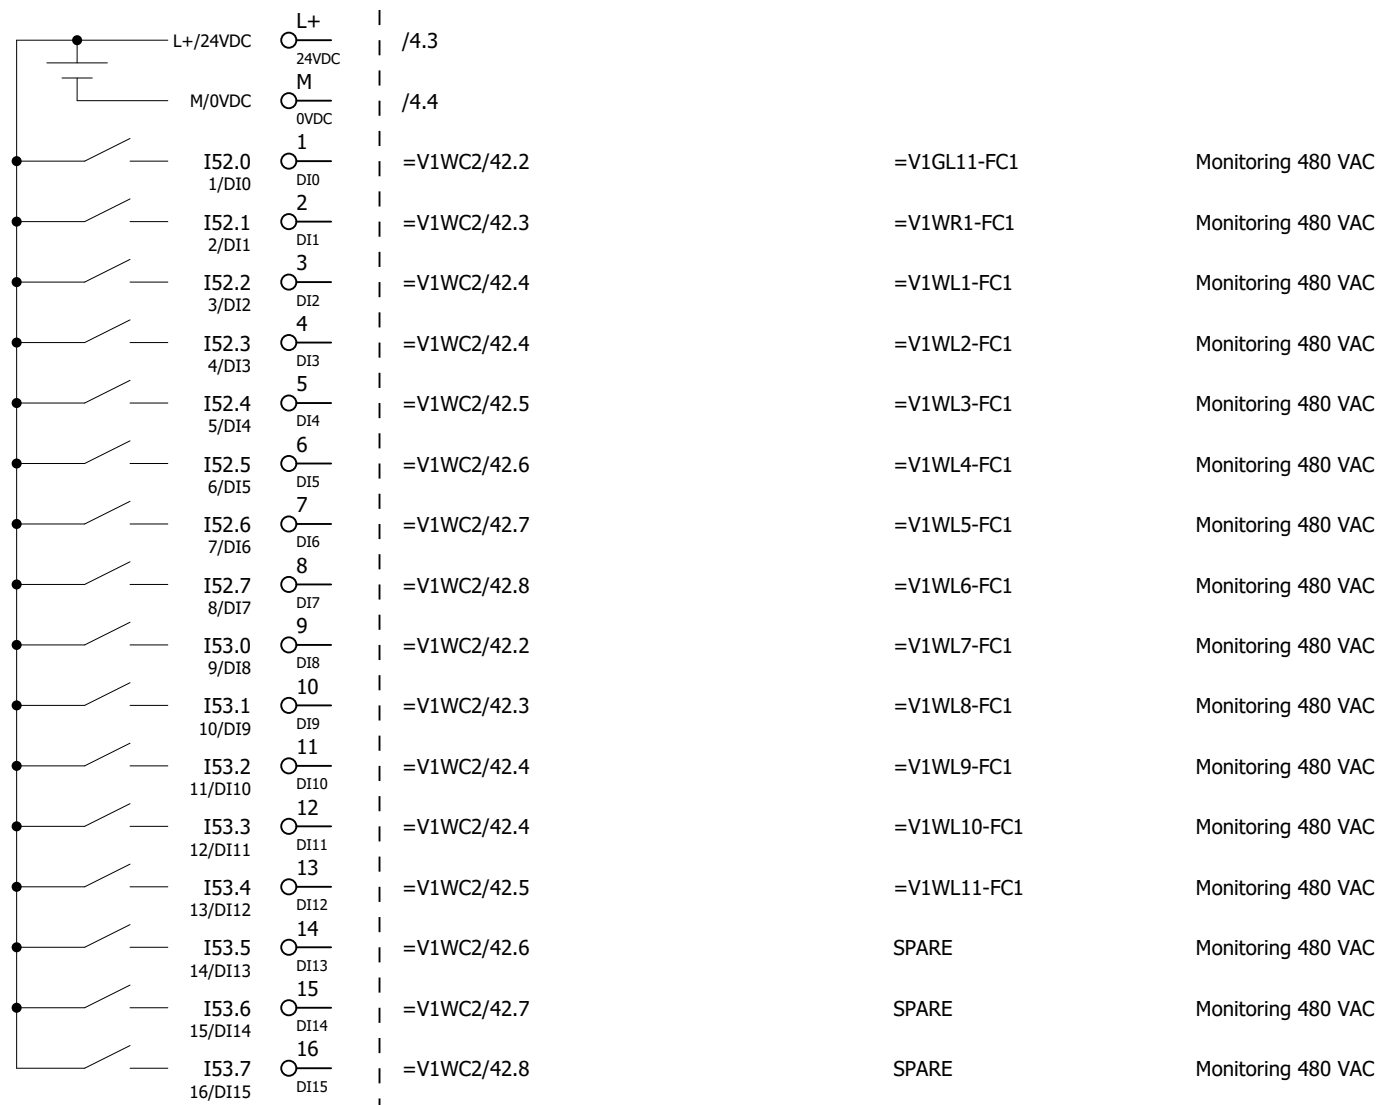 L+
L+/24VDC /4.3
24VDC
M
M/0VDC /4.4
0VDC
1
I52.0 =V1WC2/42.2 =V1GL11-FC1 Monitoring 480 VAC
1/DI0 DI0
2
I52.1 =V1WC2/42.3 =V1WR1-FC1 Monitoring 480 VAC
2/DI1 DI1
3
I52.2 =V1WC2/42.4 =V1WL1-FC1 Monitoring 480 VAC
3/DI2 DI2
4
I52.3 =V1WC2/42.4 =V1WL2-FC1 Monitoring 480 VAC
4/DI3 DI3
5
I52.4 =V1WC2/42.5 =V1WL3-FC1 Monitoring 480 VAC
5/DI4 DI4
6
I52.5 =V1WC2/42.6 =V1WL4-FC1 Monitoring 480 VAC
6/DI5 DI5
7
I52.6 =V1WC2/42.7 =V1WL5-FC1 Monitoring 480 VAC
7/DI6 DI6
8
I52.7 =V1WC2/42.8 =V1WL6-FC1 Monitoring 480 VAC
8/DI7 DI7
9
I53.0 =V1WC2/42.2 =V1WL7-FC1 Monitoring 480 VAC
9/DI8 DI8
10
I53.1 =V1WC2/42.3 =V1WL8-FC1 Monitoring 480 VAC
10/DI9 DI9
11
I53.2 =V1WC2/42.4 =V1WL9-FC1 Monitoring 480 VAC
11/DI10 DI10
12
I53.3 =V1WC2/42.4 =V1WL10-FC1 Monitoring 480 VAC
12/DI11 DI11
13
I53.4 =V1WC2/42.5 =V1WL11-FC1 Monitoring 480 VAC
13/DI12 DI12
14
I53.5 =V1WC2/42.6 SPARE Monitoring 480 VAC
14/DI13 DI13
15
I53.6 =V1WC2/42.7 SPARE Monitoring 480 VAC
15/DI14 DI14
16
I53.7 =V1WC2/42.8 SPARE Monitoring 480 VAC
16/DI15 DI15